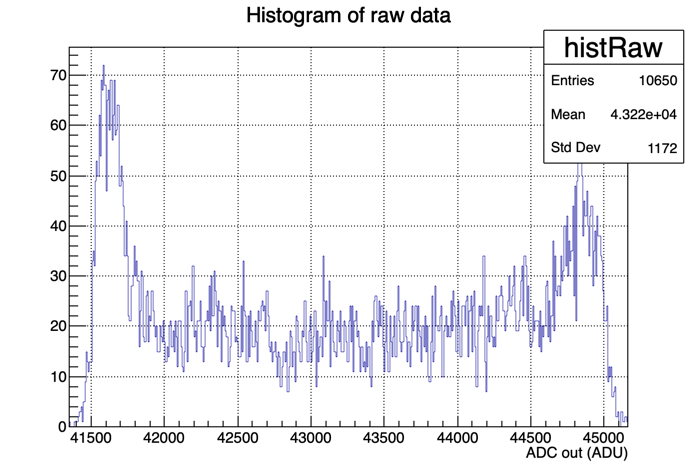 Histogram of raw data
histRaw
Entries 10650
Mean 4.322e+04
Std Dev 1172
70
60
50
40
30
20
10
0
41500 42000 42500 43000 43500 44000 44500 45000
ADC out (ADU)